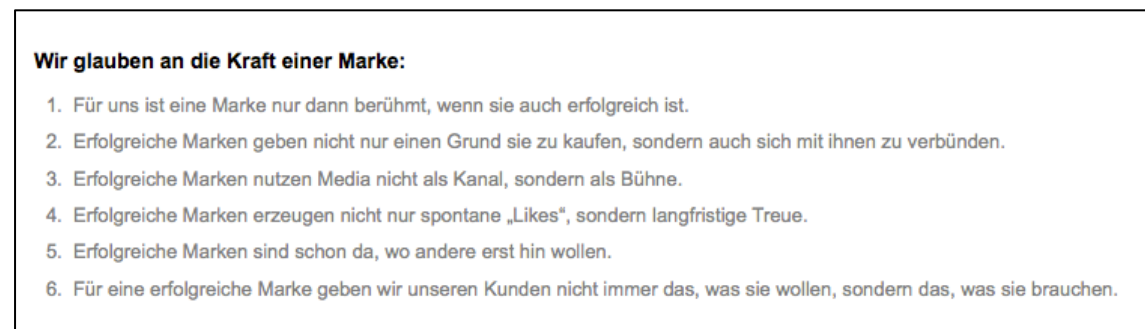 Wir glauben an die Kraft einer Marke:
1. Für uns ist eine Marke nur dann berühmt, wenn sie auch erfolgreich ist.
2. Erfolgreiche Marken geben nicht nur einen Grund sie zu kaufen, sondern auch sich mit ihnen zu verbünden.
3. Erfolgreiche Marken nutzen Media nicht als Kanal, sondern als Bühne.
4. Erfolgreiche Marken erzeugen nicht nur spontane „Likes“, sondern langfristige Treue.
5. Erfolgreiche Marken sind schon da, wo andere erst hin wollen.
6. Für eine erfolgreiche Marke geben wir unseren Kunden nicht immer das, was sie wollen, sondern das, was sie brauchen.